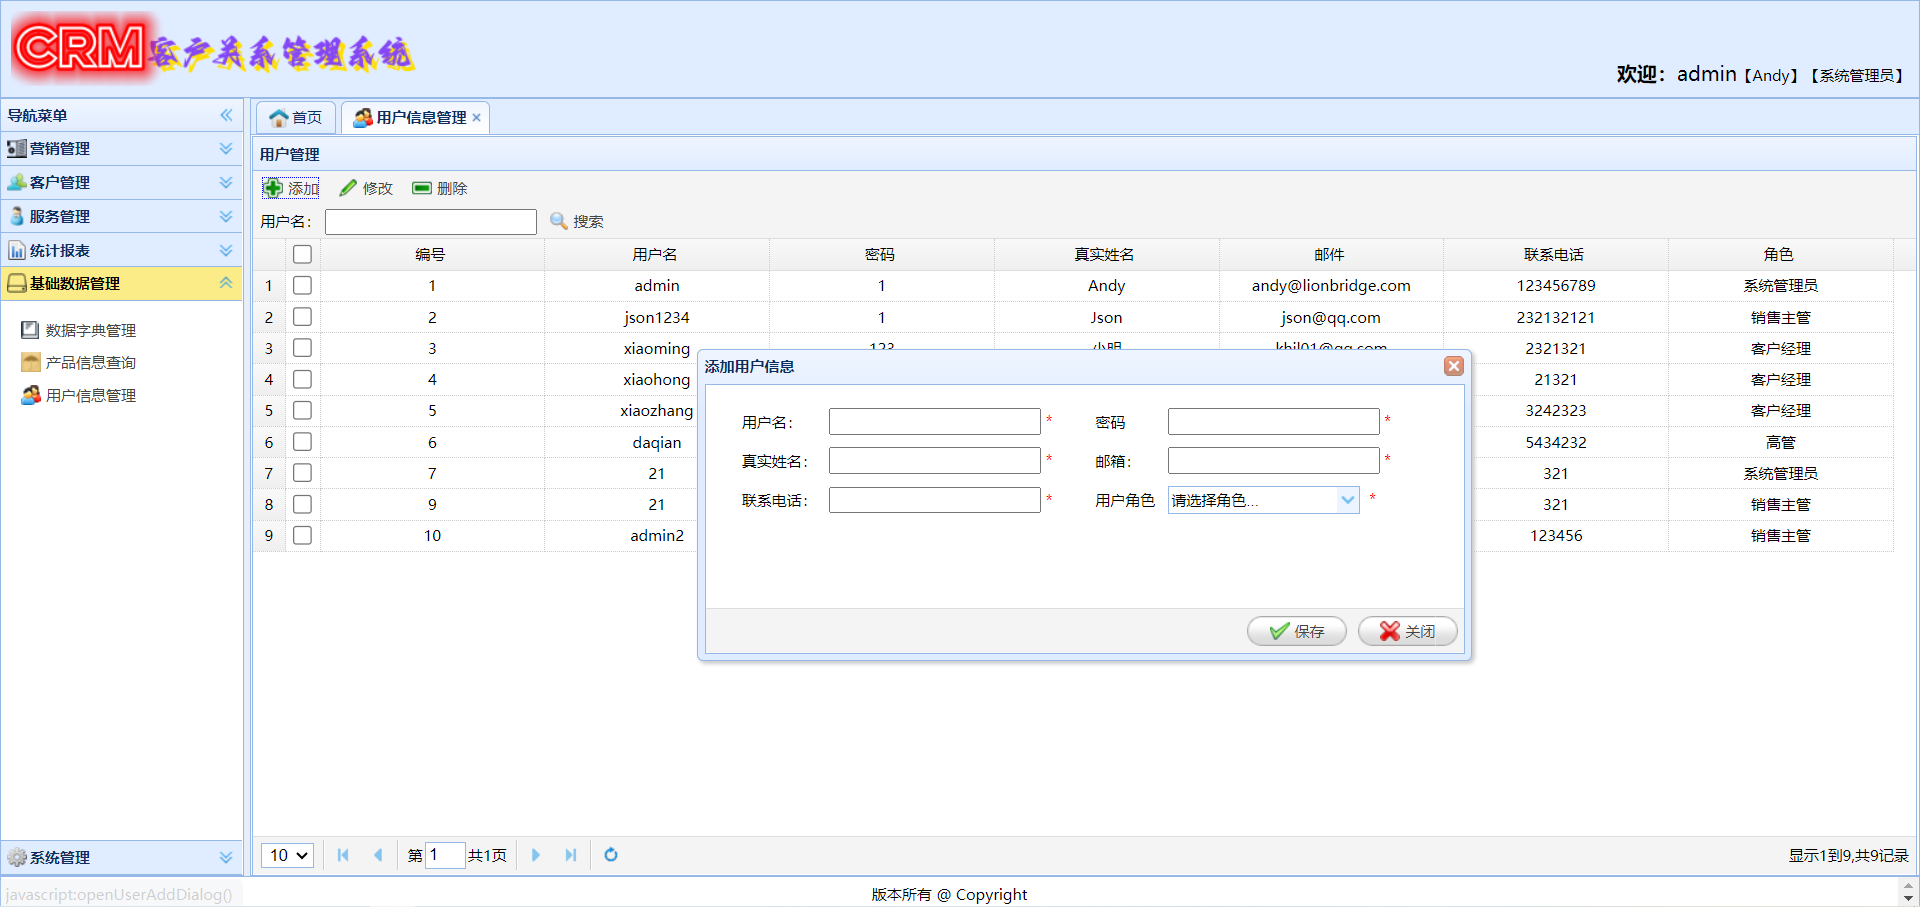 CRM客户关系管理系统
欢迎：admin【Andy】【系统管理员】
导航菜单
营销管理
客户管理
服务管理
统计报表
基础数据管理
数据字典管理
产品信息查询
用户信息管理
系统管理
首页 用户信息管理
用户管理
添加 修改 删除
用户名： 搜索
编号 用户名 密码 真实姓名 邮件 联系电话 角色
1 1 admin 1 Andy andy@lionbridge.com 123456789 系统管理员
2 2 json1234 1 Json json@qq.com 232132121 销售主管
3 3 xiaoming 123 小明 2321321 客户经理
4 4 xiaohong 21321 客户经理
5 5 xiaozhang 3242323 客户经理
6 6 daqian 5434232 高管
7 7 21 321 系统管理员
8 9 21 321 销售主管
9 10 admin2 123456 销售主管
添加用户信息
用户名： * 密码 *
真实姓名： * 邮箱： *
联系电话： * 用户角色 请选择角色... *
保存 关闭
10 第 1 共1页 显示1到9,共9记录
javascript:openUserAddDialog()
版本所有 @ Copyright